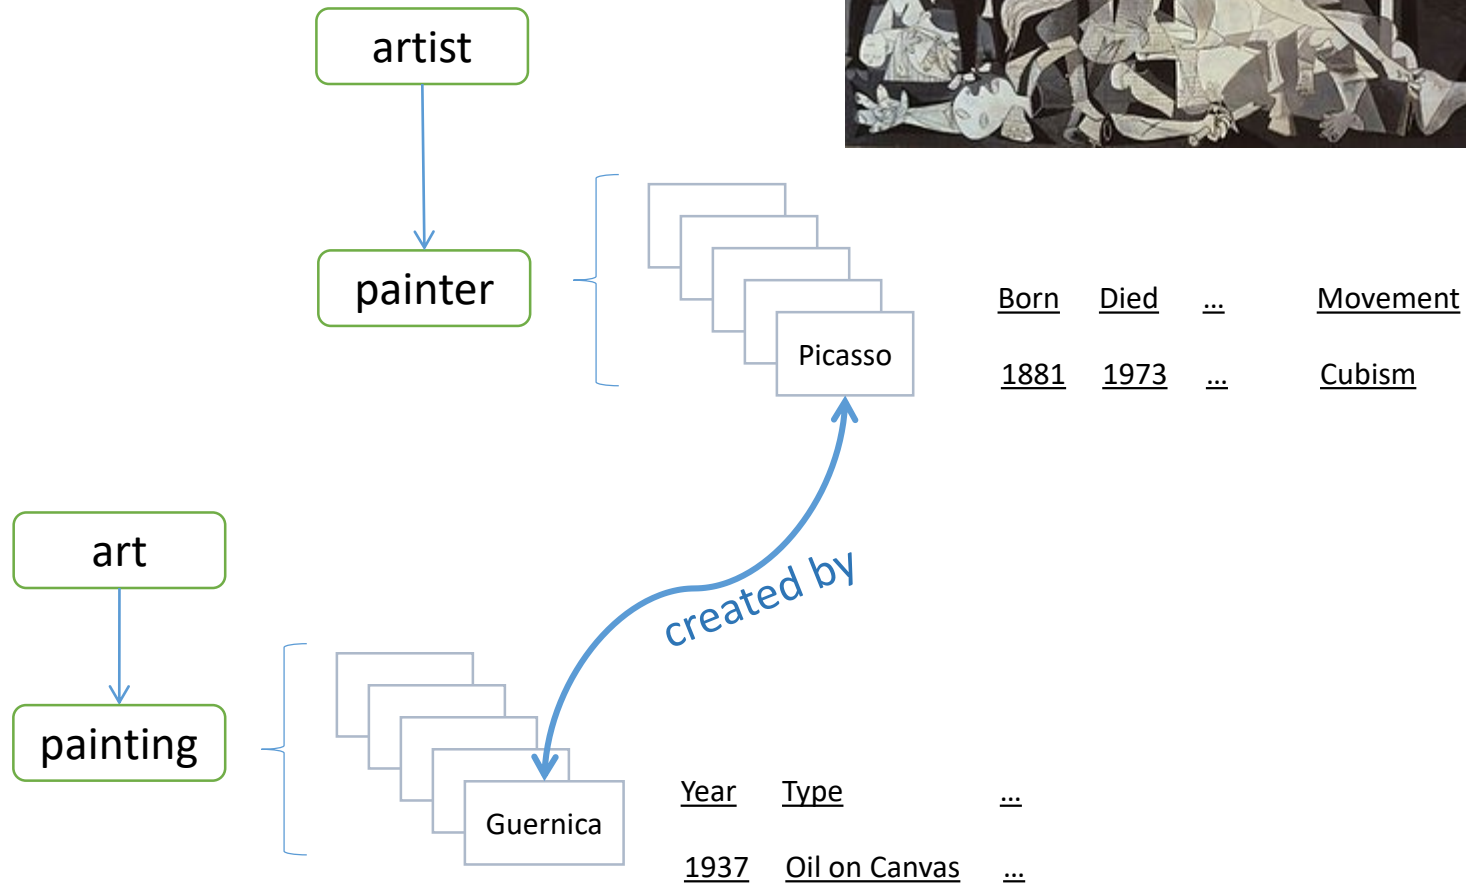 artist
painter
Picasso
Born Died ... Movement
1881 1973 ... Cubism
created by
art
painting
Guernica
Year Type ...
1937 Oil on Canvas ...